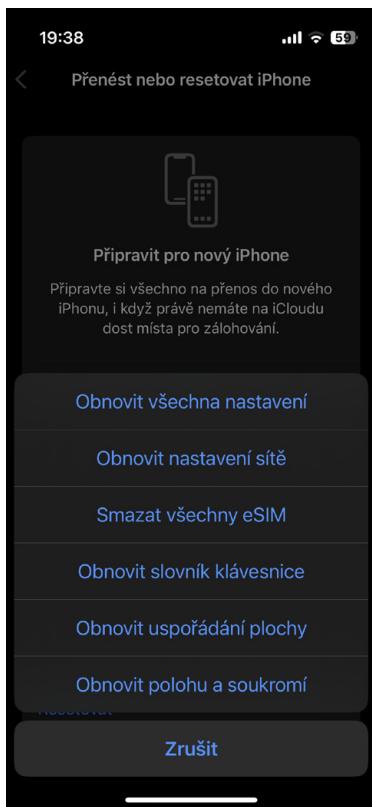 19:38
59
Přenést nebo resetovat iPhone
Připravit pro nový iPhone
Připravte si všechno na přenos do nového
iPhonu, i když právě nemáte na iCloudu
dost místa pro zálohování.
Obnovit všechna nastavení
Obnovit nastavení sítě
Smazat všechny eSIM
Obnovit slovník klávesnice
Obnovit uspořádání plochy
Obnovit polohu a soukromí
Resetovat
Zrušit